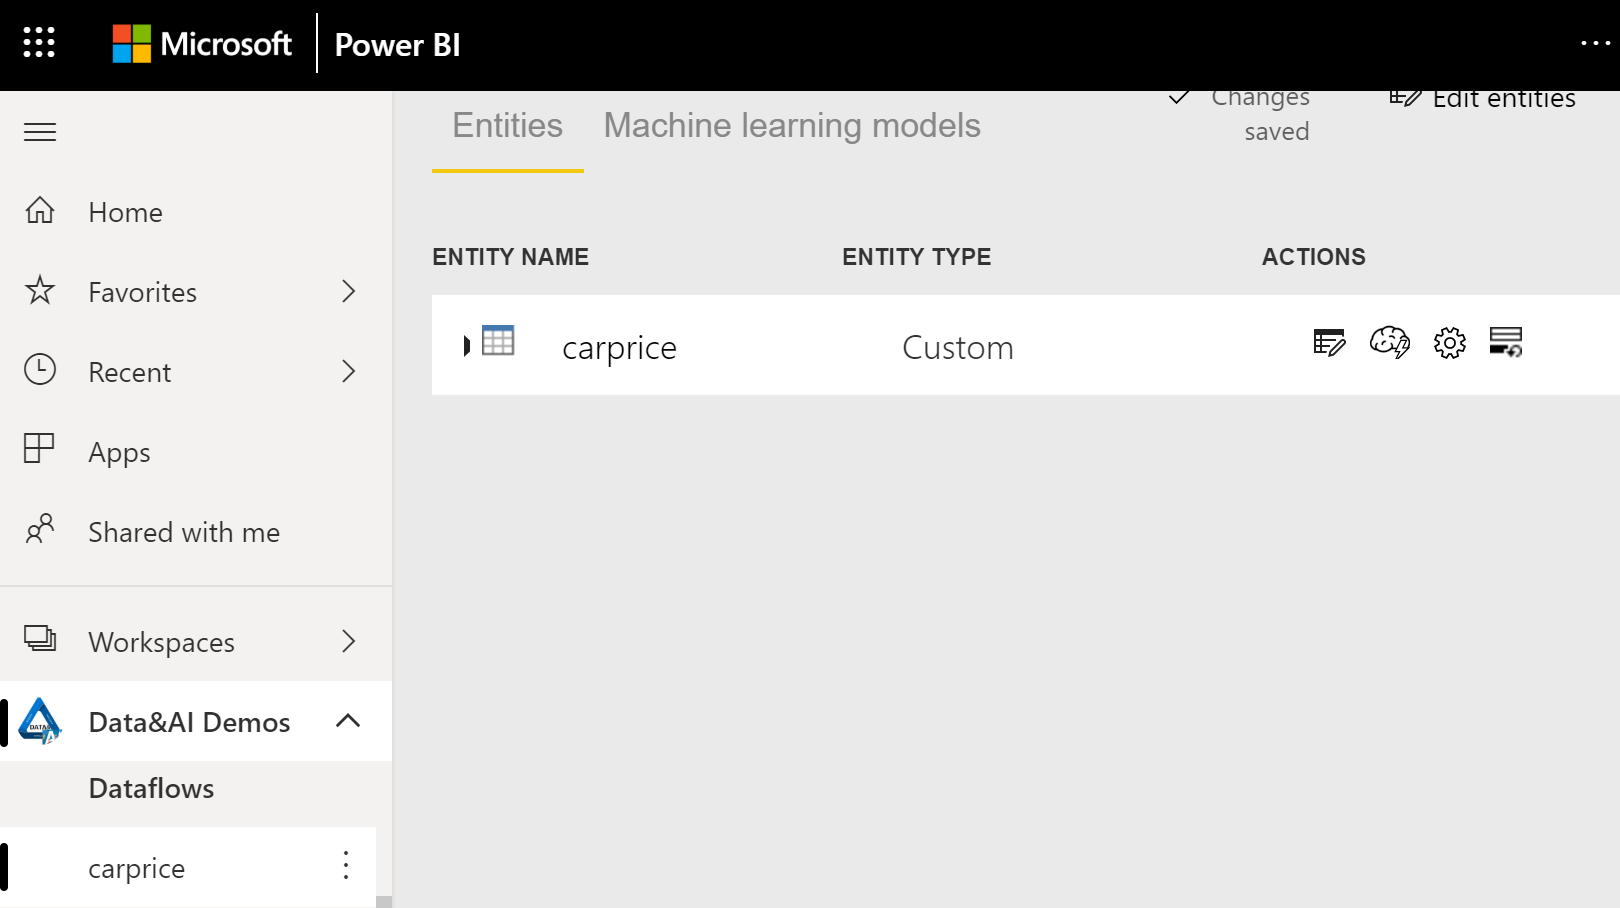 Microsoft
Power BI
...
Entities
Machine learning models
Changes
saved
Edit entities
Home
Favorites
Recent
Apps
Shared with me
Workspaces
Data&AI Demos
Dataflows
carprice
ENTITY NAME
ENTITY TYPE
ACTIONS
carprice
Custom